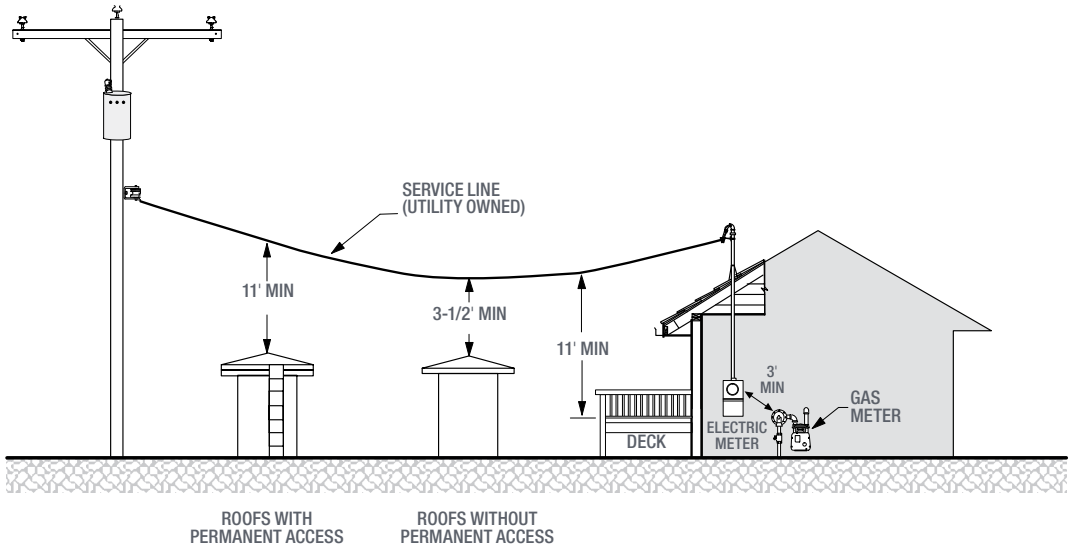 SERVICE LINE
(UTILITY OWNED)
11' MIN
3-1/2' MIN
11' MIN
3'
MIN
GAS
METER
ELECTRIC
METER
DECK
ROOFS WITH
PERMANENT ACCESS
ROOFS WITHOUT
PERMANENT ACCESS